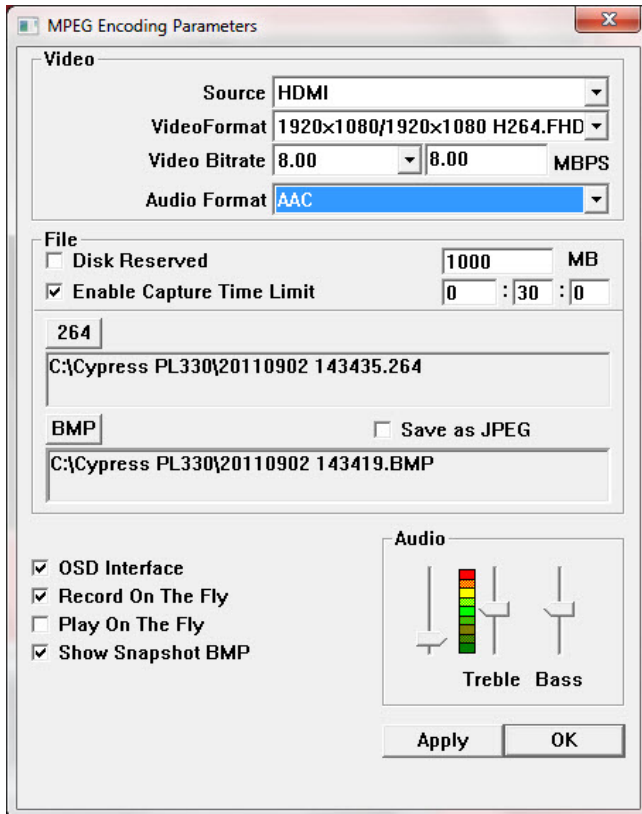 MPEG Encoding Parameters
Video
Source HDMI
VideoFormat 1920x1080/1920x1080 H264.FHD
Video Bitrate 8.00 8.00 MBPS
Audio Format AAC
File
Disk Reserved 1000 MB
Enable Capture Time Limit 0 : 30 : 0
264
C:\Cypress PL330\20110902 143435.264
BMP Save as JPEG
C:\Cypress PL330\20110902 143419.BMP
OSD Interface
Record On The Fly
Play On The Fly
Show Snapshot BMP
Audio
Treble Bass
Apply OK